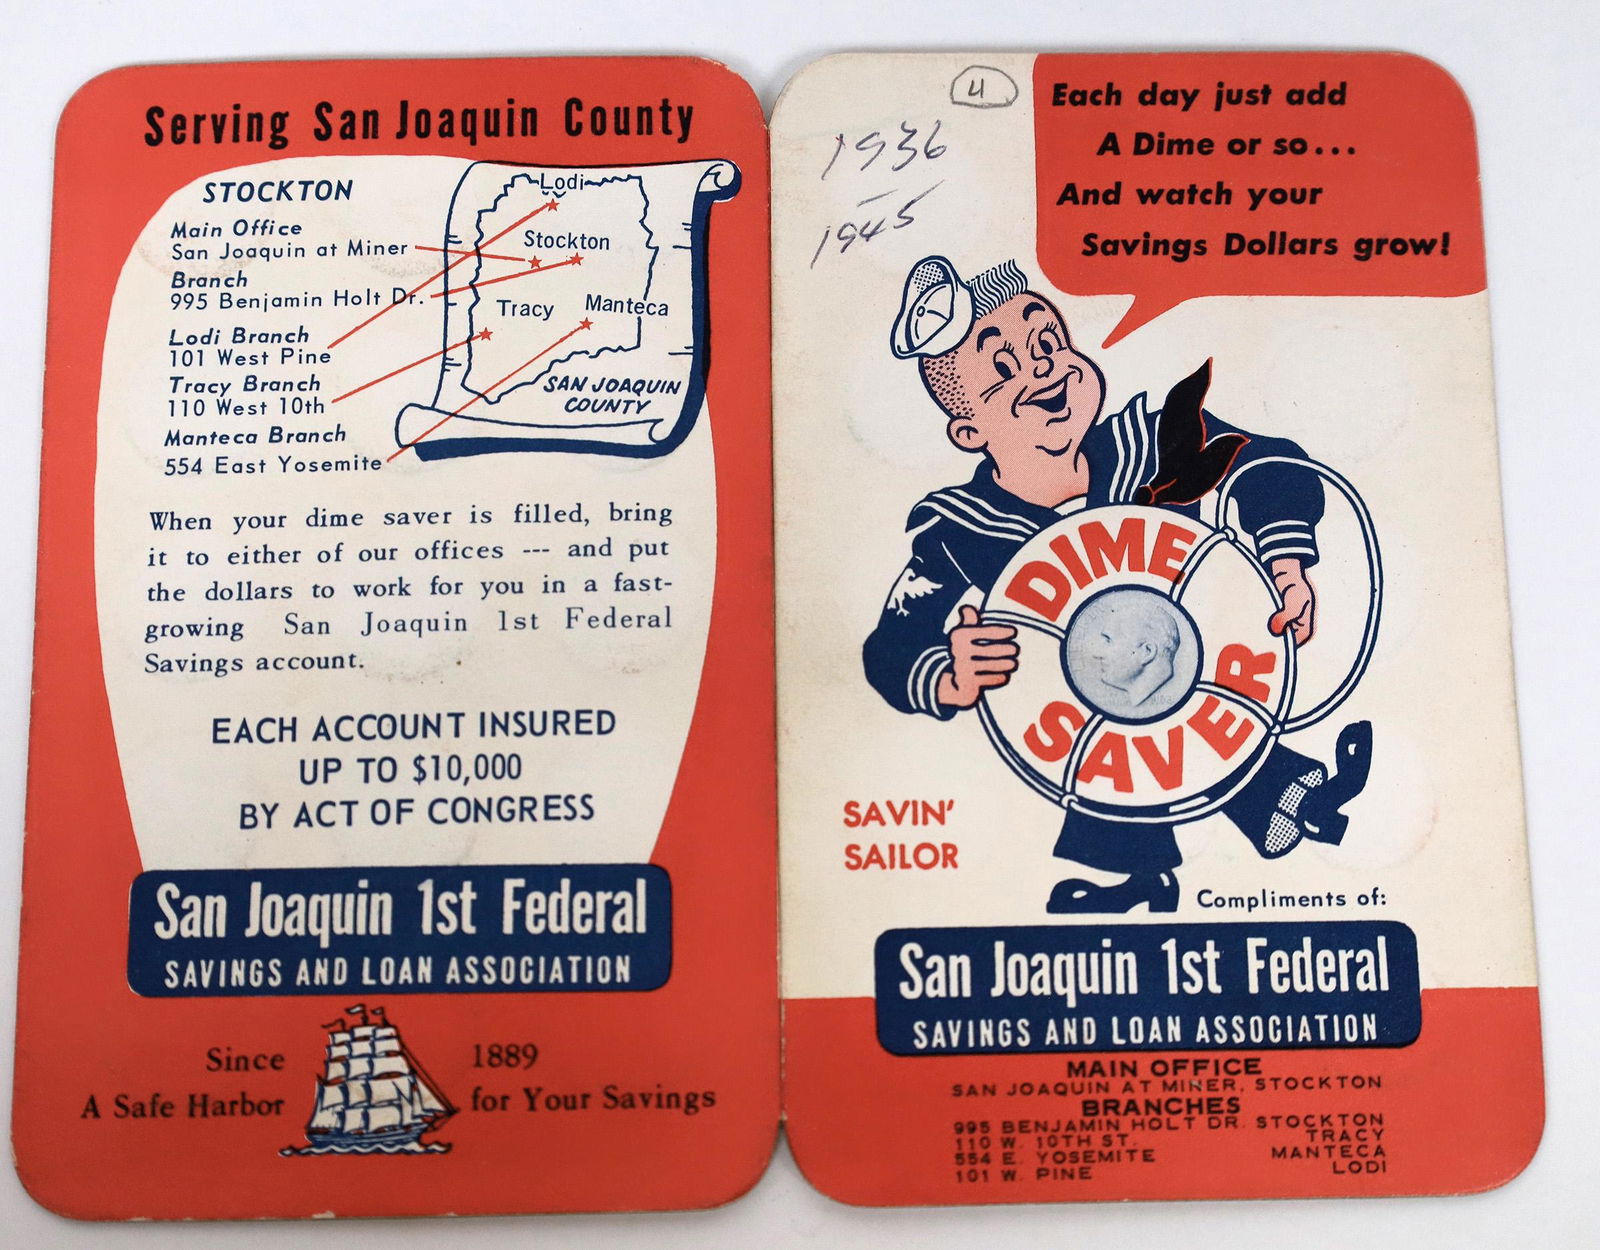 Serving San Joaquin County
STOCKTON
Main Office
San Joaquin at Miner
Branch
995 Benjamin Holt Dr.
Lodi Branch
101 West Pine
Tracy Branch
110 West 10th
Manteca Branch
554 East Yosemite
Lodi
Stockton
Tracy Manteca
SAN JOAQUIN
COUNTY
When your dime saver is filled, bring
it to either of our offices --- and put
the dollars to work for you in a fast-
growing San Joaquin 1st Federal
Savings account.
EACH ACCOUNT INSURED
UP TO $10,000
BY ACT OF CONGRESS
San Joaquin 1st Federal
SAVINGS AND LOAN ASSOCIATION
Since 1889
A Safe Harbor for Your Savings
4
1936
-
1945
Each day just add
A Dime or so...
And watch your
Savings Dollars grow!
DIME
SAVER
SAVIN'
SAILOR
Compliments of:
San Joaquin 1st Federal
SAVINGS AND LOAN ASSOCIATION
MAIN OFFICE
SAN JOAQUIN AT MINER, STOCKTON
BRANCHES
995 BENJAMIN HOLT DR. STOCKTON
110 W. 10TH ST. TRACY
554 E. YOSEMITE MANTECA
101 W. PINE LODI